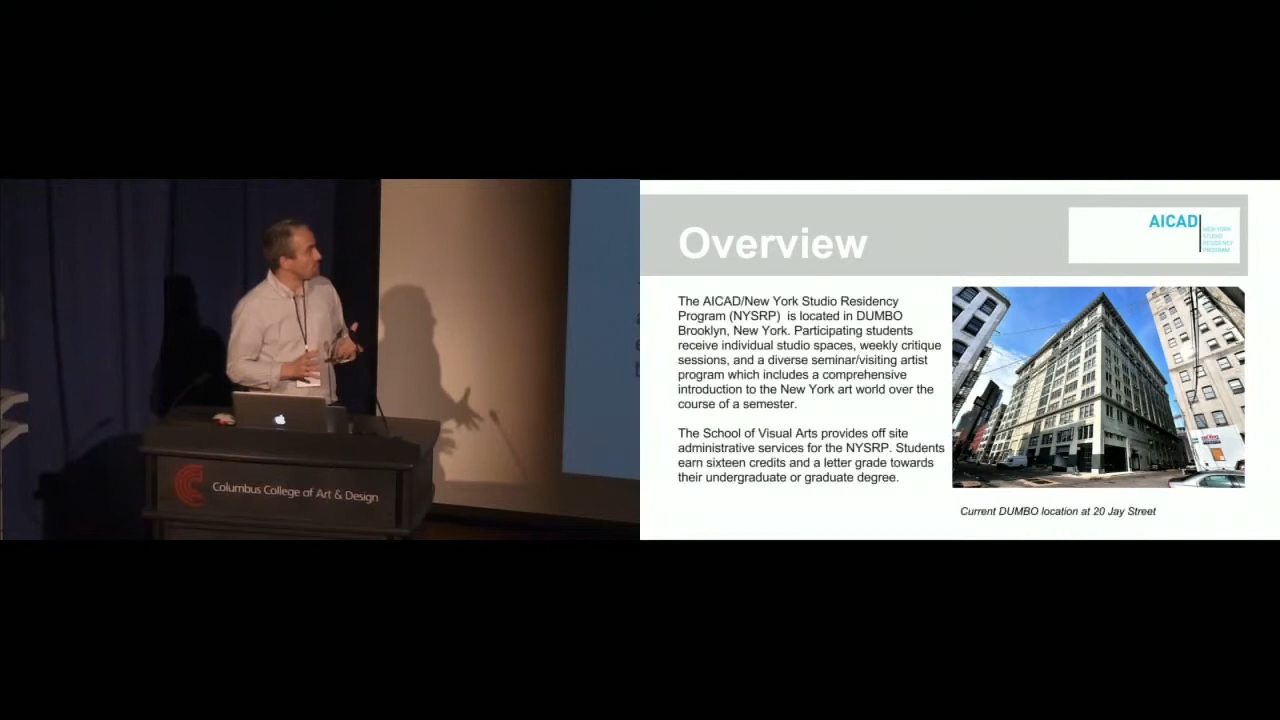 Columbus College of Art & Design
Overview
AICAD
NEW YORK
STUDIO
RESIDENCY
PROGRAM
The AICAD/New York Studio Residency
Program (NYSRP)  is located in DUMBO
Brooklyn, New York. Participating students
receive individual studio spaces, weekly critique
sessions, and a diverse seminar/visiting artist
program which includes a comprehensive
introduction to the New York art world over the
course of a semester.
The School of Visual Arts provides off site
administrative services for the NYSRP. Students
earn sixteen credits and a letter grade towards
their undergraduate or graduate degree.
Current DUMBO location at 20 Jay Street